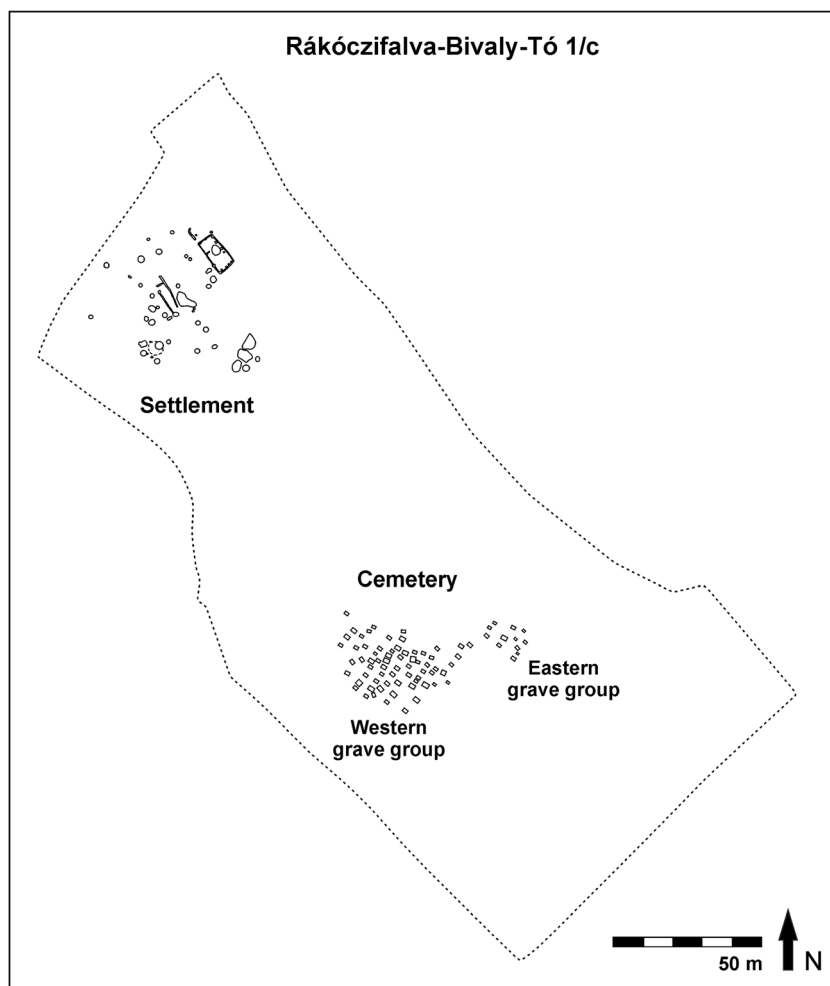 Rákóczifalva-Bivaly-Tó 1/c
Settlement
Cemetery
Eastern
grave group
Western
grave group
50 m
N